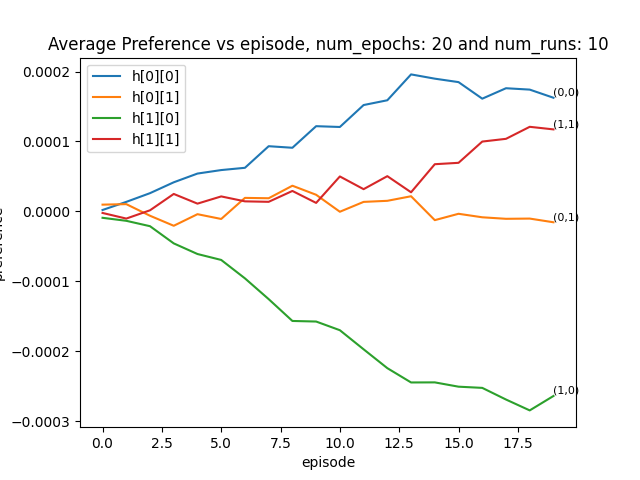 Average Preference vs episode, num_epochs: 20 and num_runs: 10
h[0][0]
h[0][1]
h[1][0]
h[1][1]
0.0002
0.0001
0.0000
−0.0001
−0.0002
−0.0003
preference
(0,0)
(1,1)
(0,1)
(1,0)
0.0 2.5 5.0 7.5 10.0 12.5 15.0 17.5
episode